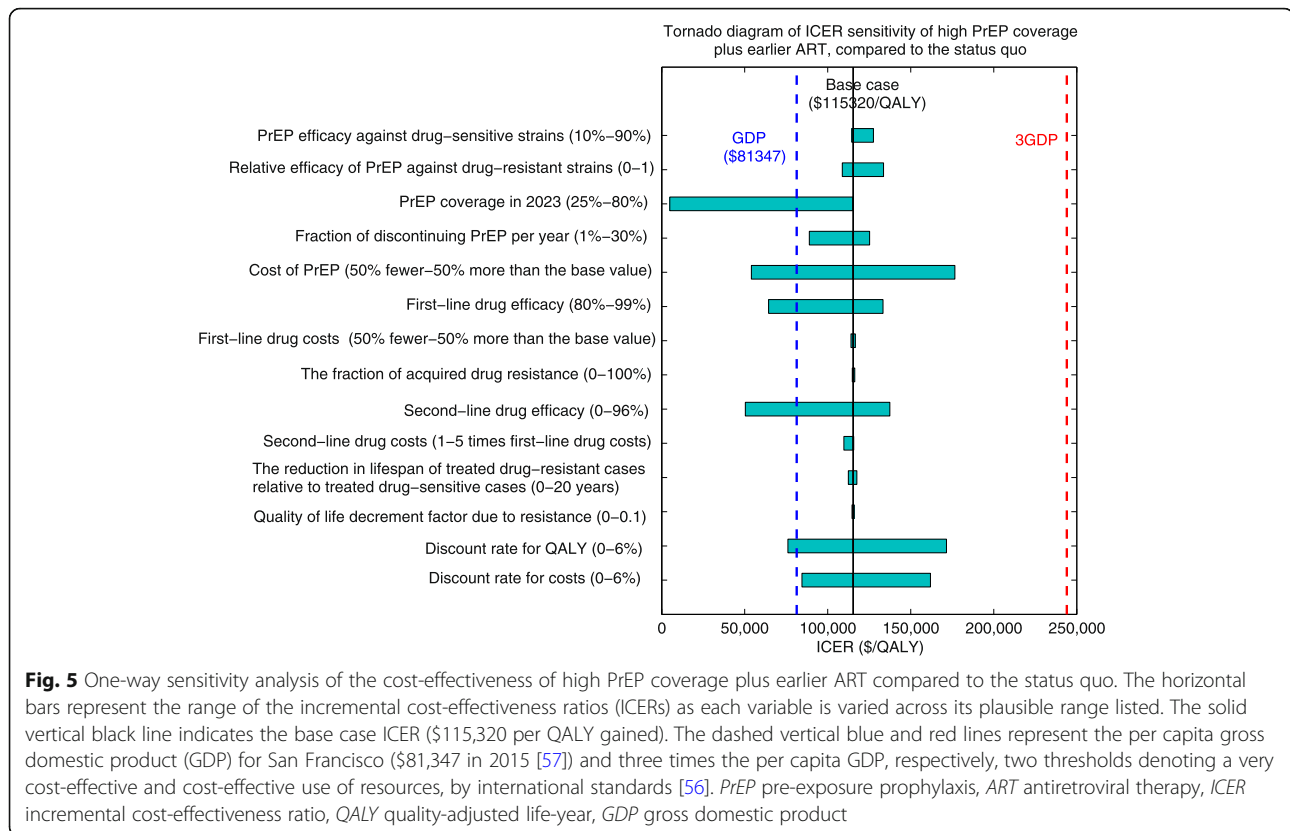 Tornado diagram of ICER sensitivity of high PrEP coverage
plus earlier ART, compared to the status quo
Base case
($115320/QALY)
GDP
($81347)
3GDP
PrEP efficacy against drug−sensitive strains (10%−90%)
Relative efficacy of PrEP against drug−resistant strains (0−1)
PrEP coverage in 2023 (25%−80%)
Fraction of discontinuing PrEP per year (1%−30%)
Cost of PrEP (50% fewer−50% more than the base value)
First−line drug efficacy (80%−99%)
First−line drug costs (50% fewer−50% more than the base value)
The fraction of acquired drug resistance (0−100%)
Second−line drug efficacy (0−96%)
Second−line drug costs (1−5 times first−line drug costs)
The reduction in lifespan of treated drug−resistant cases
relative to treated drug−sensitive cases (0−20 years)
Quality of life decrement factor due to resistance (0−0.1)
Discount rate for QALY (0−6%)
Discount rate for costs (0−6%)
0 50,000 100,000 150,000 200,000 250,000
ICER ($/QALY)
Fig. 5 One-way sensitivity analysis of the cost-effectiveness of high PrEP coverage plus earlier ART compared to the status quo. The horizontal
bars represent the range of the incremental cost-effectiveness ratios (ICERs) as each variable is varied across its plausible range listed. The solid
vertical black line indicates the base case ICER ($115,320 per QALY gained). The dashed vertical blue and red lines represent the per capita gross
domestic product (GDP) for San Francisco ($81,347 in 2015 [57]) and three times the per capita GDP, respectively, two thresholds denoting a very
cost-effective and cost-effective use of resources, by international standards [56]. PrEP pre-exposure prophylaxis, ART antiretroviral therapy, ICER
incremental cost-effectiveness ratio, QALY quality-adjusted life-year, GDP gross domestic product